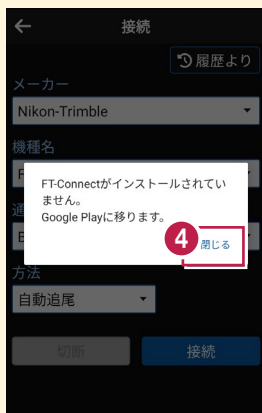 ← 接続
履歴より
メーカー
Nikon-Trimble
機種名
F
FT-Connectがインストールされてい
ません。
Google Playに移ります。
通
E
4
閉じる
方法
自動追尾
切断
接続